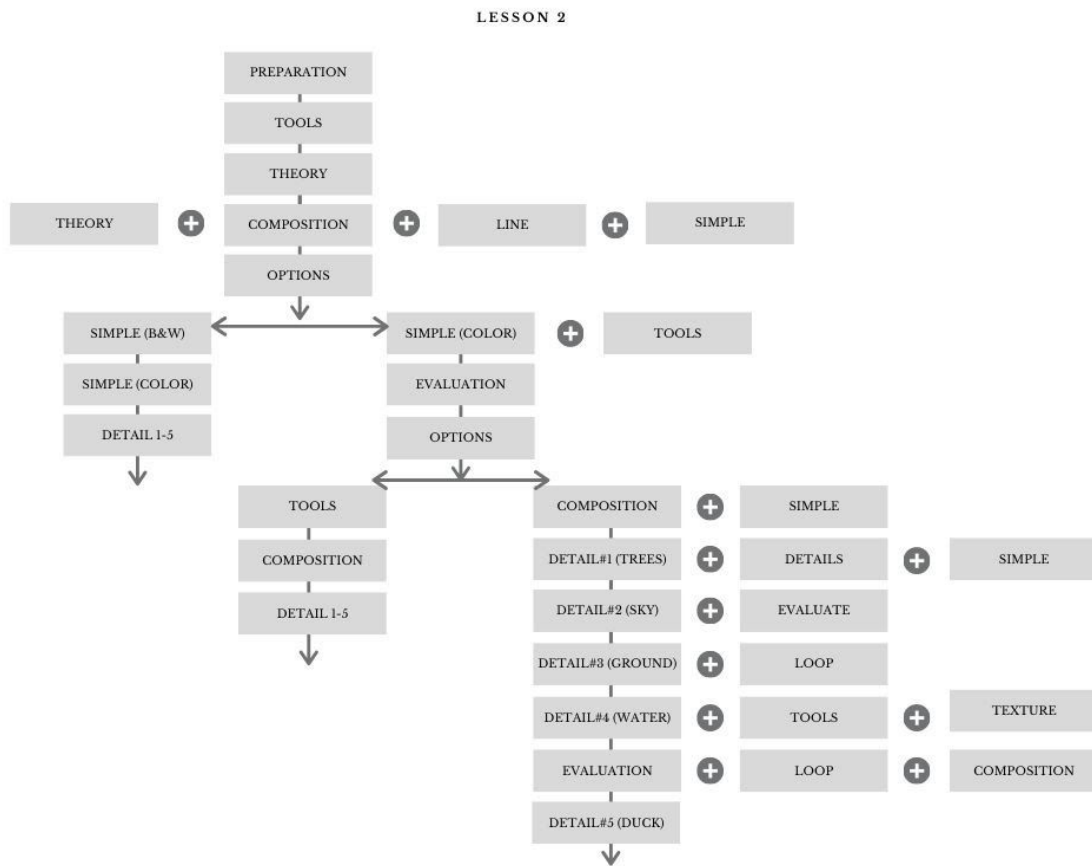 LESSON 2
PREPARATION
TOOLS
THEORY
THEORY
COMPOSITION
LINE
SIMPLE
OPTIONS
SIMPLE (B&W)
SIMPLE (COLOR)
TOOLS
SIMPLE (COLOR)
EVALUATION
DETAIL 1-5
OPTIONS
TOOLS
COMPOSITION
SIMPLE
COMPOSITION
DETAIL#1 (TREES)
DETAILS
SIMPLE
DETAIL 1-5
DETAIL#2 (SKY)
EVALUATE
DETAIL#3 (GROUND)
LOOP
DETAIL#4 (WATER)
TOOLS
TEXTURE
EVALUATION
LOOP
COMPOSITION
DETAIL#5 (DUCK)